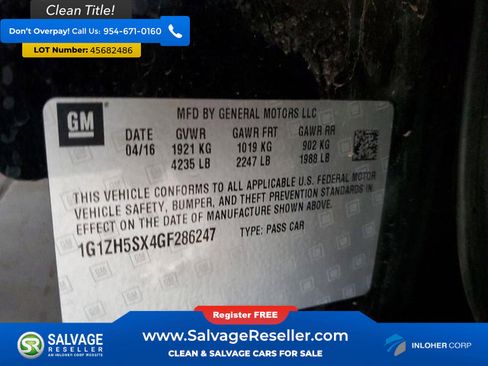 Clean Title!
Don't Overpay! Call Us: 954-671-0160
LOT Number: 45682486
GM
MFD BY GENERAL MOTORS LLC
DATE GVWR GAWR FRT GAWR RR
04/16 1921 KG 1019 KG 902 KG
4235 LB 2247 LB 1988 LB
THIS VEHICLE CONFORMS TO ALL APPLICABLE U.S. FEDERAL MOTOR
VEHICLE SAFETY, BUMPER, AND THEFT PREVENTION STANDARDS IN
EFFECT ON THE DATE OF MANUFACTURE SHOWN ABOVE.
1G1ZH5SX4GF286247 TYPE: PASS CAR
Register FREE
SALVAGE
RESELLER
AN INLOHER CORP WEBSITE
www.SalvageReseller.com
CLEAN & SALVAGE CARS FOR SALE
INLOHER CORP